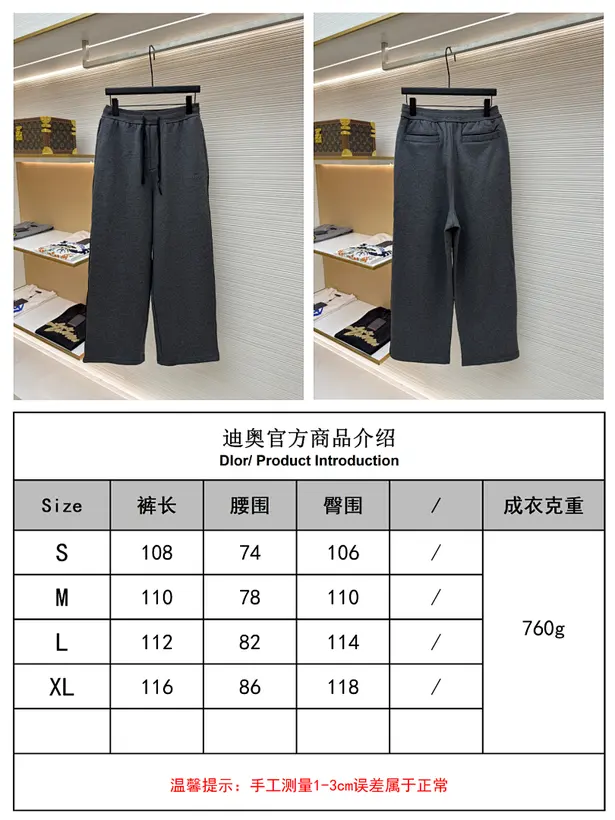 迪奥官方商品介绍
DIor/ Product Introduction
Size 裤长 腰围 臀围 / 成衣克重
S 108 74 106 /
M 110 78 110 /
760g
L 112 82 114 /
XL 116 86 118 /
温馨提示：手工测量1-3cm误差属于正常